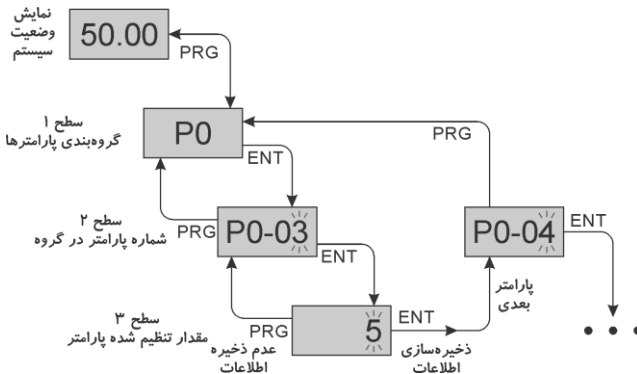 نمایش
وضعیت
سیستم
50.00
PRG
سطح ۱
گروه‌بندی پارامترها
P0
PRG
ENT
سطح ۲
شماره پارامتر در گروه
PRG
P0-03
ENT
P0-04
ENT
پارامتر
بعدی
سطح ۳
مقدار تنظیم شده پارامتر
PRG
5
ENT
عدم ذخیره
اطلاعات
ذخیره‌سازی
اطلاعات